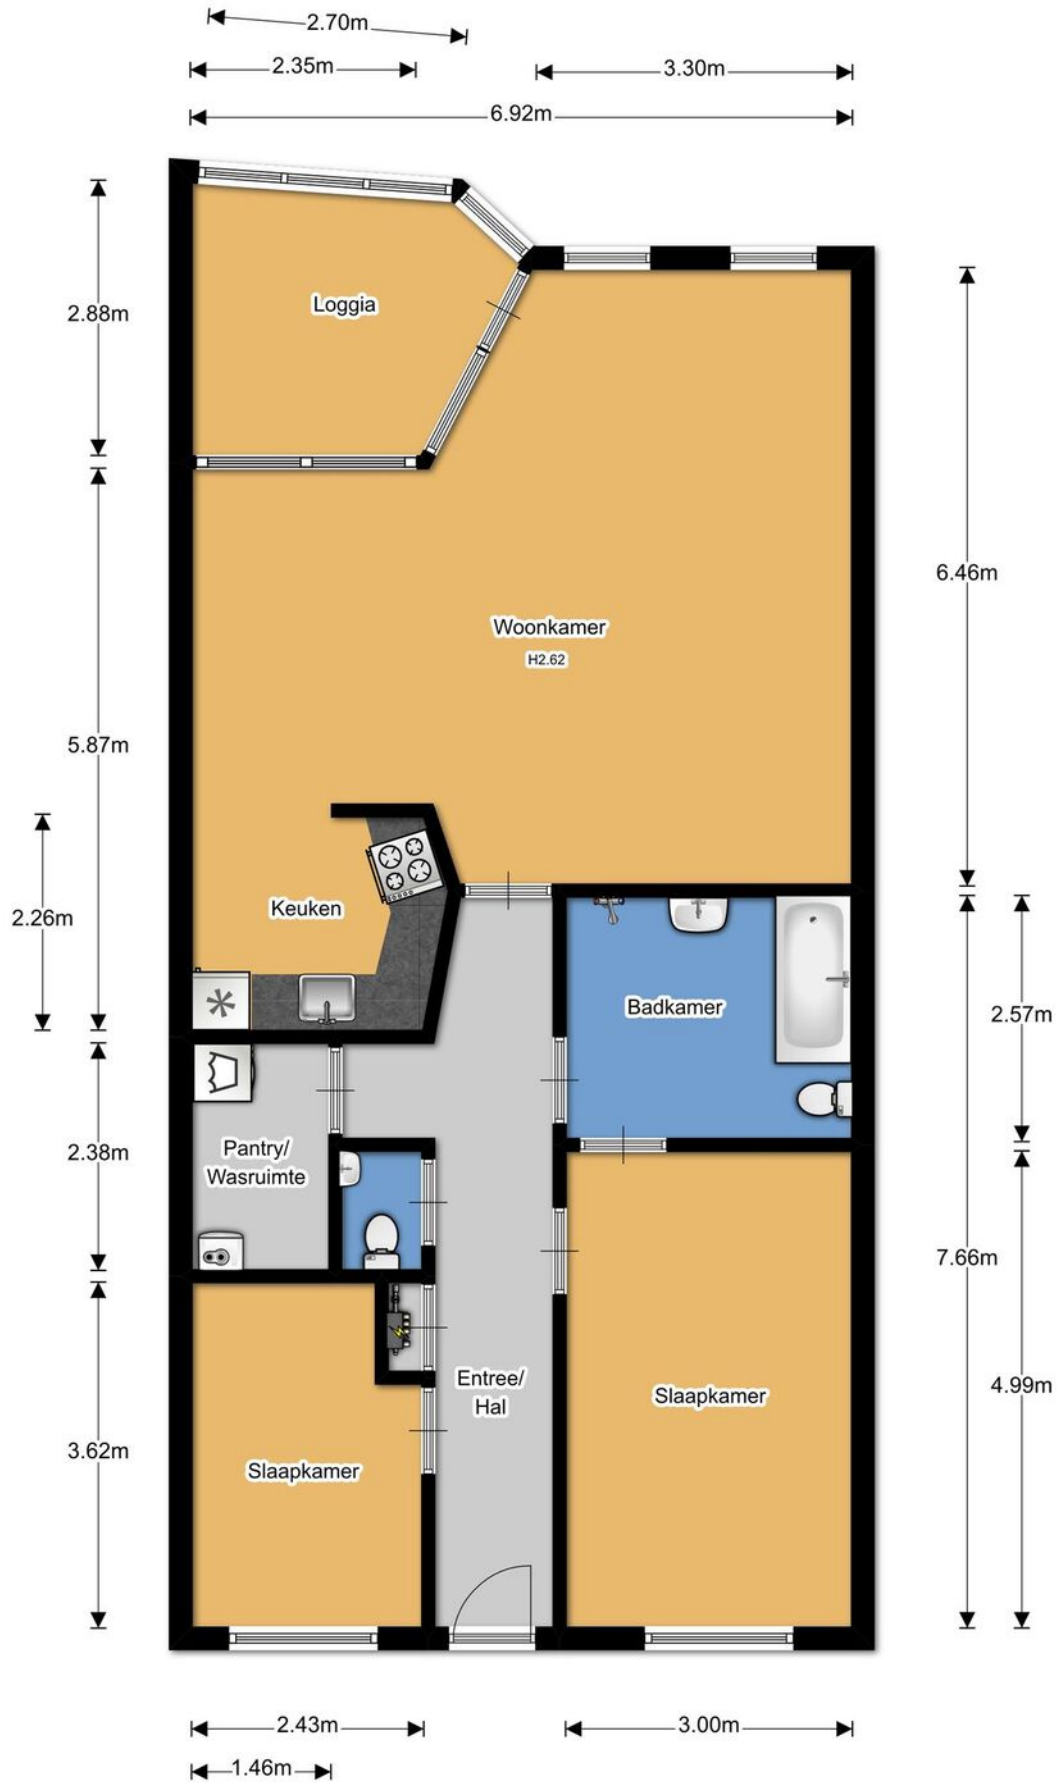 2.70m
2.35m
3.30m
6.92m
Loggia
2.88m
6.46m
Woonkamer
H2.62
5.87m
Keuken
2.26m
Badkamer
2.57m
Pantry/
Wasruimte
2.38m
7.66m
Entree/
Hal
Slaapkamer
4.99m
Slaapkamer
3.62m
2.43m
3.00m
1.46m